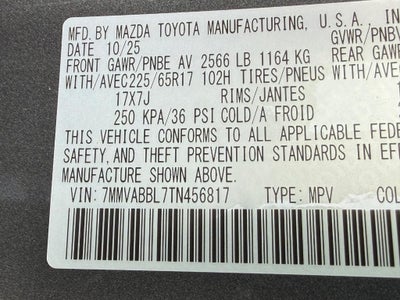 MFD.BY MAZDA TOYOTA MANUFACTURING, U.S.A., IN
DATE 10/25 GVWR/PNBV
FRONT GAWR/PNBE AV 2566 LB 1164 KG REAR GAWR
WITH/AVEC225/65R17 102H TIRES/PNEUS WITH/AVEC
17X7J RIMS/JANTES
250 KPA/36 PSI COLD/A FROID
THIS VEHICLE CONFORMS TO ALL APPLICABLE FEDE
SAFETY,AND THEFT PREVENTION STANDARDS IN EFF
MANUFACTURE SHOWN ABOVE.
VIN:7MMVABBL7TN456817 TYPE:MPV COL